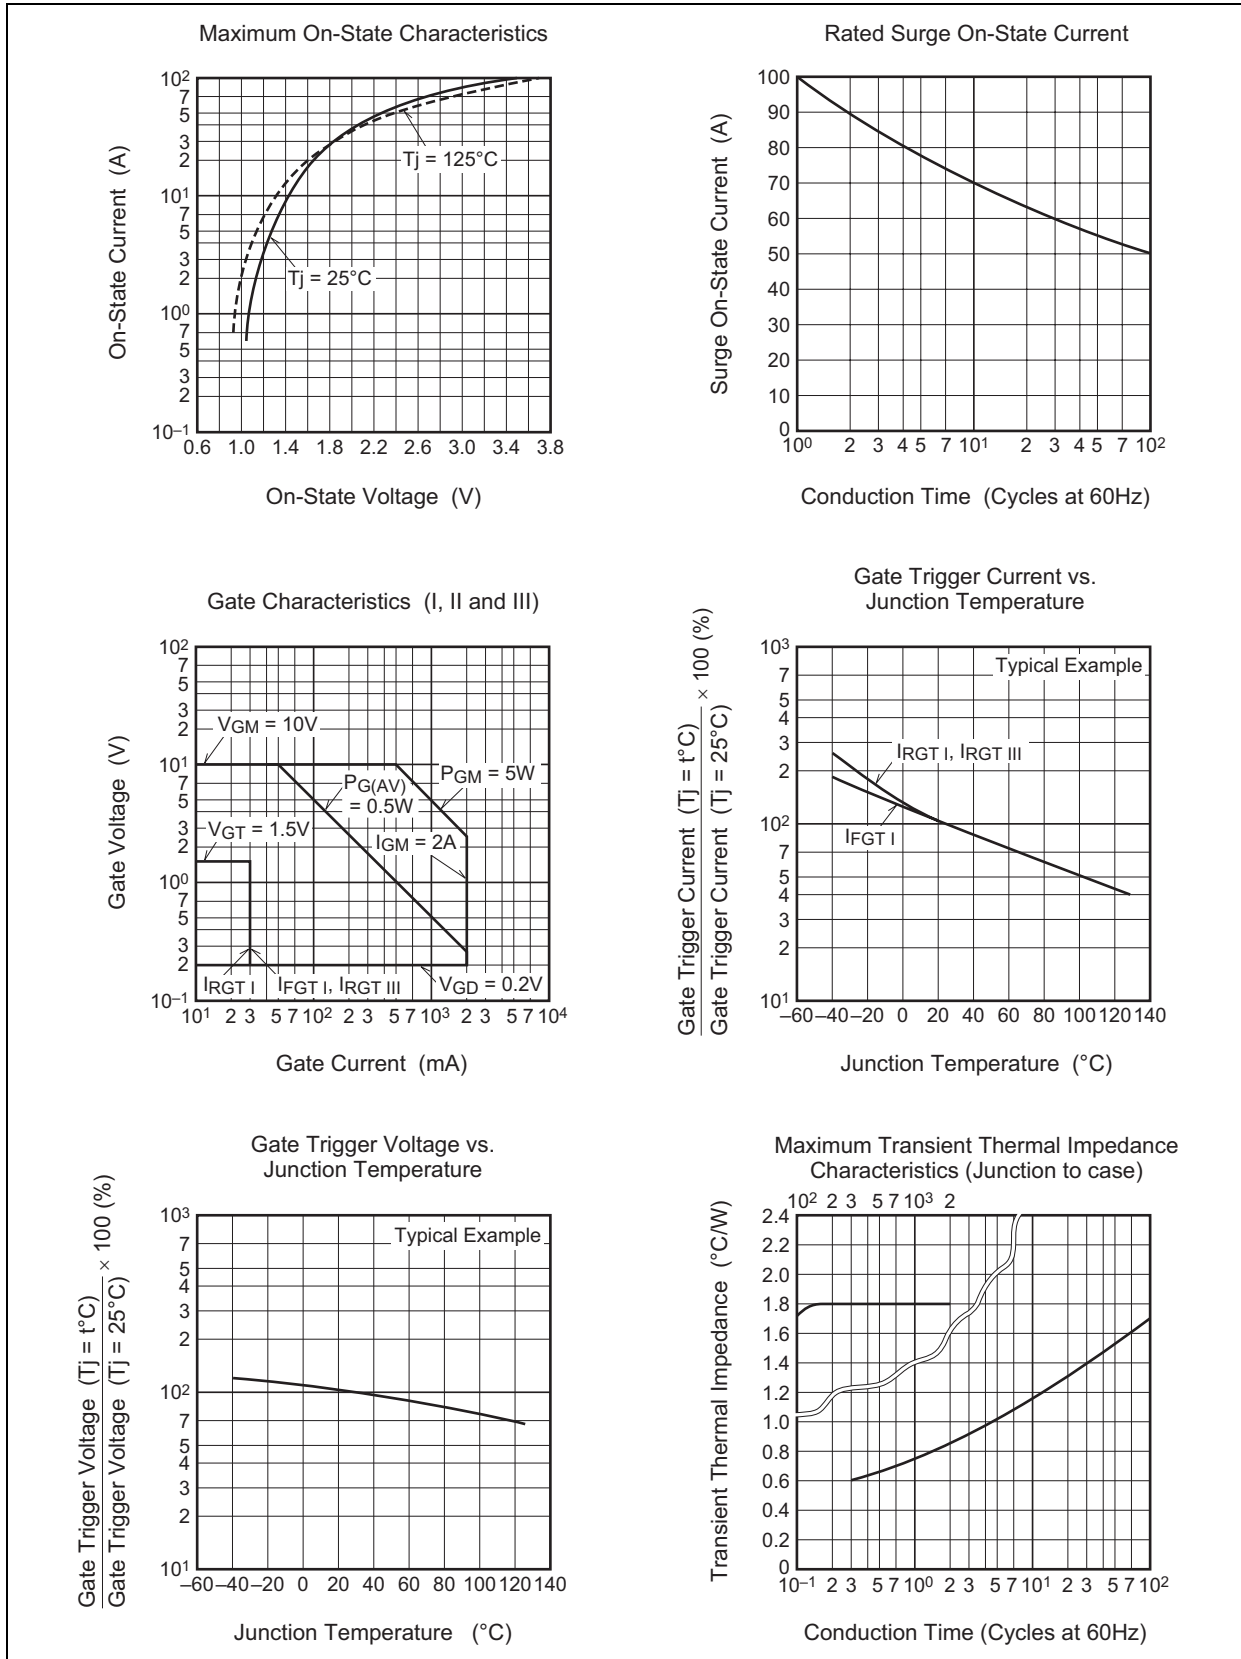 Maximum On-State Characteristics
On-State Current (A)
10² 7 5 3 2 10¹ 7 5 3 2 10⁰ 7 5 3 2 10–1
Tj = 125°C
Tj = 25°C
0.6 1.0 1.4 1.8 2.2 2.6 3.0 3.4 3.8
On-State Voltage (V)
Rated Surge On-State Current
Surge On-State Current (A)
100 90 80 70 60 50 40 30 20 10 0
10⁰ 2 3 4 5 7 10¹ 2 3 4 5 7 10²
Conduction Time (Cycles at 60Hz)
Gate Characteristics (I, II and III)
Gate Voltage (V)
10² 7 5 3 2 10¹ 7 5 3 2 10⁰ 7 5 3 2 10–1
VGM = 10V
PG(AV)
= 0.5W
PGM = 5W
VGT = 1.5V
IGM = 2A
IRGT I
IFGT I, IRGT III
VGD = 0.2V
10¹ 2 3 5 7 10² 2 3 5 7 10³ 2 3 5 7 10⁴
Gate Current (mA)
Gate Trigger Current vs.
Junction Temperature
Gate Trigger Current (Tj = t°C)
Gate Trigger Current (Tj = 25°C)
× 100 (%)
10³ 7 5 4 3 2 10² 7 5 4 3 2 10¹
Typical Example
IRGT I, IRGT III
IFGT I
–60 –40 –20 0 20 40 60 80 100 120 140
Junction Temperature (°C)
Gate Trigger Voltage vs.
Junction Temperature
Gate Trigger Voltage (Tj = t°C)
Gate Trigger Voltage (Tj = 25°C)
× 100 (%)
10³ 7 5 4 3 2 10² 7 5 4 3 2 10¹
Typical Example
–60 –40 –20 0 20 40 60 80 100 120 140
Junction Temperature (°C)
Maximum Transient Thermal Impedance
Characteristics (Junction to case)
10² 2 3 5 7 10³ 2
Transient Thermal Impedance (°C/W)
2.4 2.2 2.0 1.8 1.6 1.4 1.2 1.0 0.8 0.6 0.4 0.2 0
10–1 2 3 5 7 10⁰ 2 3 5 7 10¹ 2 3 5 7 10²
Conduction Time (Cycles at 60Hz)